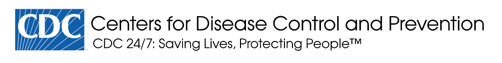 CDC Centers for Disease Control and Prevention
CDC 24/7: Saving Lives, Protecting People™